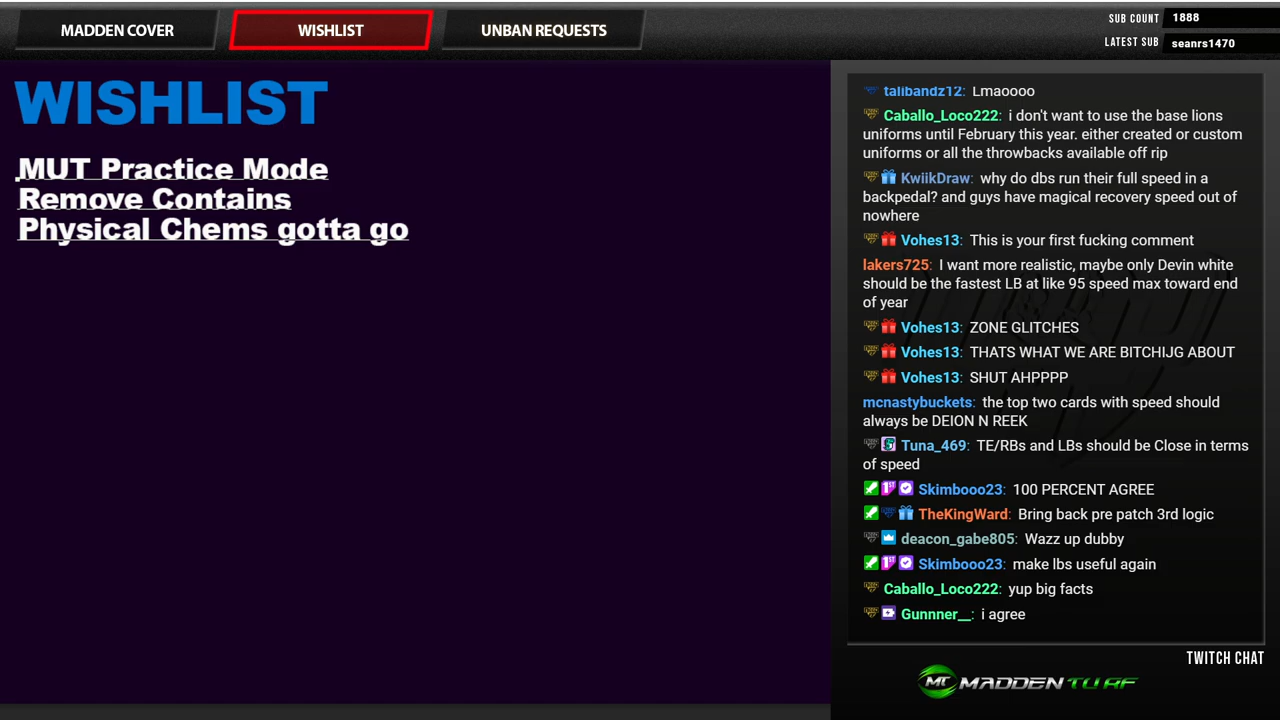 MADDEN COVER
WISHLIST
UNBAN REQUESTS
SUB COUNT 1888
LATEST SUB seanrs1470
WISHLIST
MUT Practice Mode
Remove Contains
Physical Chems gotta go
talibandz12: Lmaoooo
Caballo_Loco222: i don't want to use the base lions
uniforms until February this year. either created or custom
uniforms or all the throwbacks available off rip
KwiikDraw: why do dbs run their full speed in a
backpedal? and guys have magical recovery speed out of
nowhere
Vohes13: This is your first fucking comment
lakers725: I want more realistic, maybe only Devin white
should be the fastest LB at like 95 speed max toward end
of year
Vohes13: ZONE GLITCHES
Vohes13: THATS WHAT WE ARE BITCHIJG ABOUT
Vohes13: SHUT AHPPPP
mcnastybuckets: the top two cards with speed should
always be DEION N REEK
Tuna_469: TE/RBs and LBs should be Close in terms
of speed
Skimbooo23: 100 PERCENT AGREE
TheKingWard: Bring back pre patch 3rd logic
deacon_gabe805: Wazz up dubby
Skimbooo23: make lbs useful again
Caballo_Loco222: yup big facts
Gunnner__: i agree
TWITCH CHAT
MT MADDEN TURF